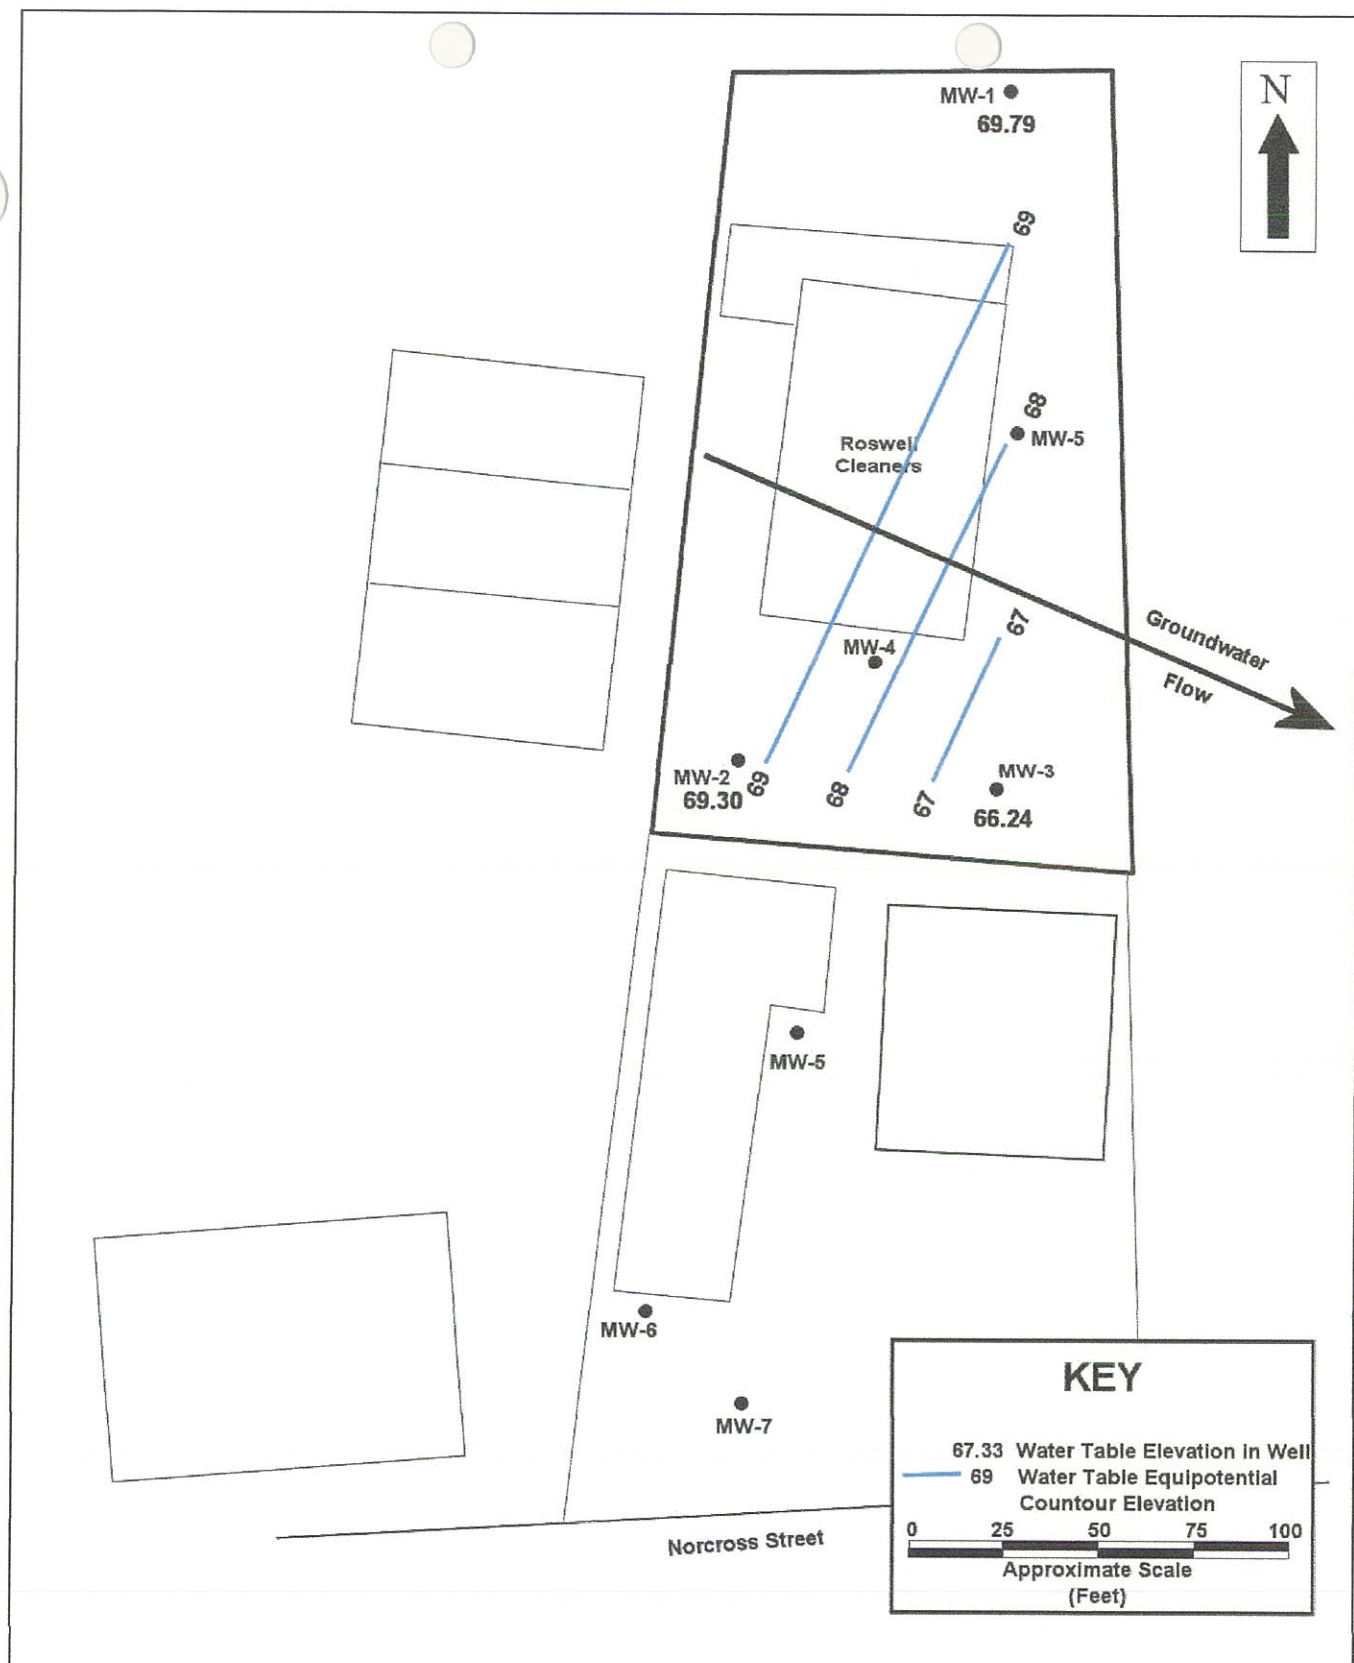 N
MW-1
69.79
69
68
MW-5
Roswell
Cleaners
Groundwater
Flow
67
MW-4
MW-2
69.30
69
68
67
MW-3
66.24
MW-5
MW-6
MW-7
Norcross Street
KEY
67.33 Water Table Elevation in Well
69 Water Table Equipotential
Countour Elevation
0 25 50 75 100
Approximate Scale
(Feet)